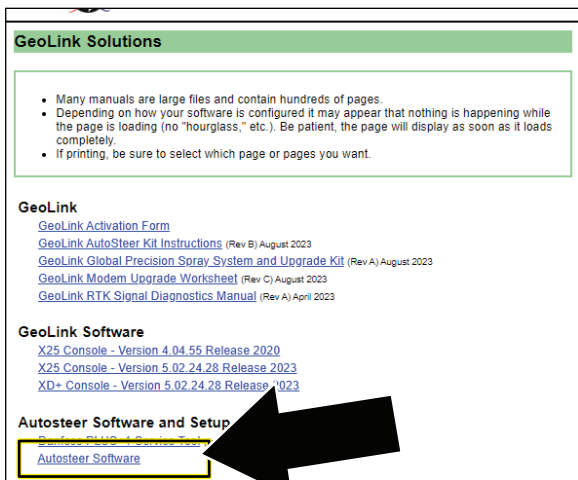 GeoLink Solutions
• Many manuals are large files and contain hundreds of pages.
• Depending on how your software is configured it may appear that nothing is happening while
the page is loading (no "hourglass," etc.). Be patient, the page will display as soon as it loads
completely.
• If printing, be sure to select which page or pages you want.
GeoLink
GeoLink Activation Form
GeoLink AutoSteer Kit Instructions (Rev B) August 2023
GeoLink Global Precision Spray System and Upgrade Kit (Rev A) August 2023
GeoLink Modem Upgrade Worksheet (Rev C) August 2023
GeoLink RTK Signal Diagnostics Manual (Rev A) April 2023
GeoLink Software
X25 Console - Version 4.04.55 Release 2020
X25 Console - Version 5.02.24.28 Release 2023
XD+ Console - Version 5.02.24.28 Release 2023
Autosteer Software and Setup
Danfoss PLUS+1 Service Tool
Autosteer Software